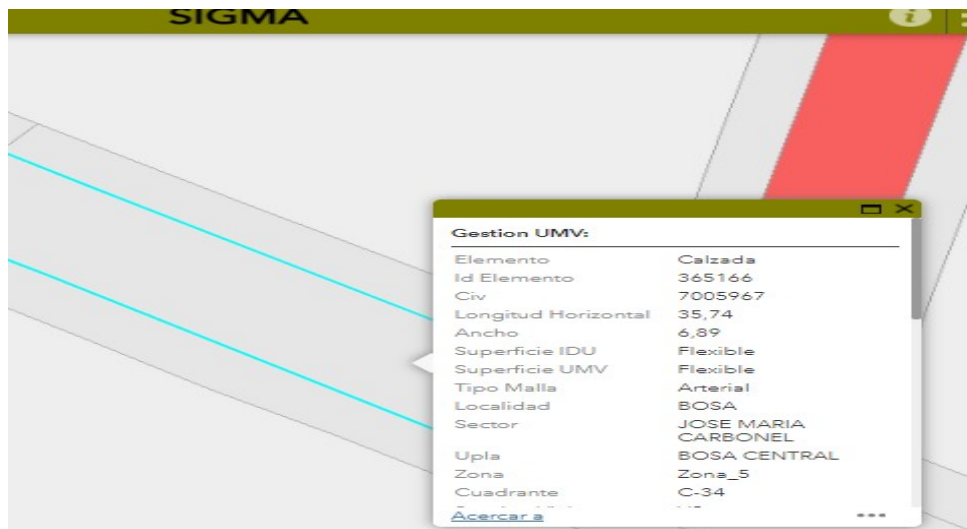 SIGMA
Gestion UMV:
Elemento Calzada
Id Elemento 365166
Civ 7005967
Longitud Horizontal 35,74
Ancho 6,89
Superficie IDU Flexible
Superficie UMV Flexible
Tipo Malla Arterial
Localidad BOSA
Sector JOSE MARIA
CARBONEL
Upla BOSA CENTRAL
Zona Zona_5
Cuadrante C-34
Acercar a